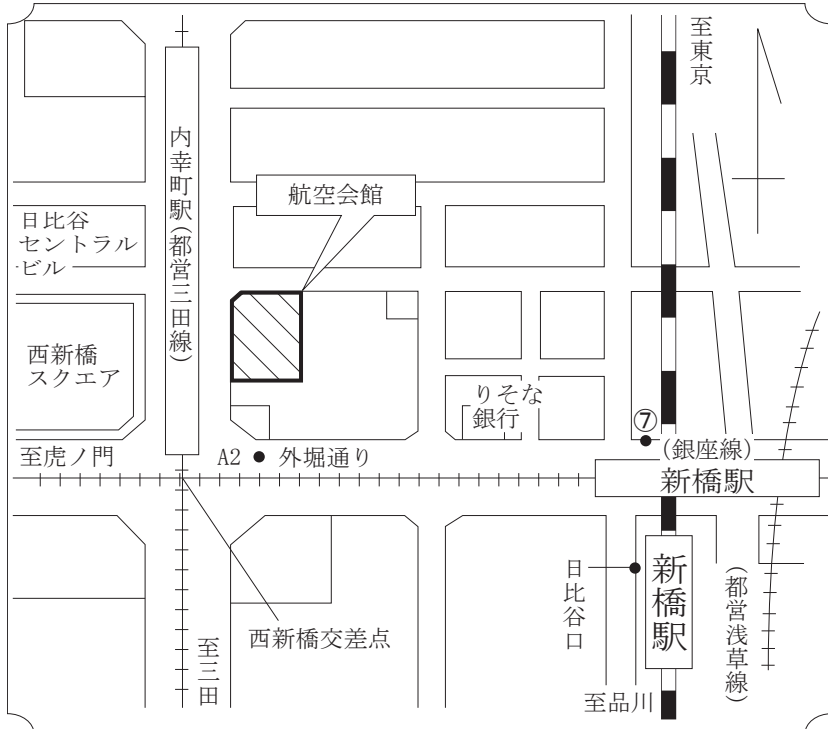 至東京
内幸町駅(都営三田線)
航空会館
日比谷
セントラル
ビル
西新橋
スクエア
りそな
銀行
⑦
(銀座線)
新橋駅
至虎ノ門
A2
外堀通り
日比谷口
新橋駅
(都営浅草線)
西新橋交差点
至三田
至品川